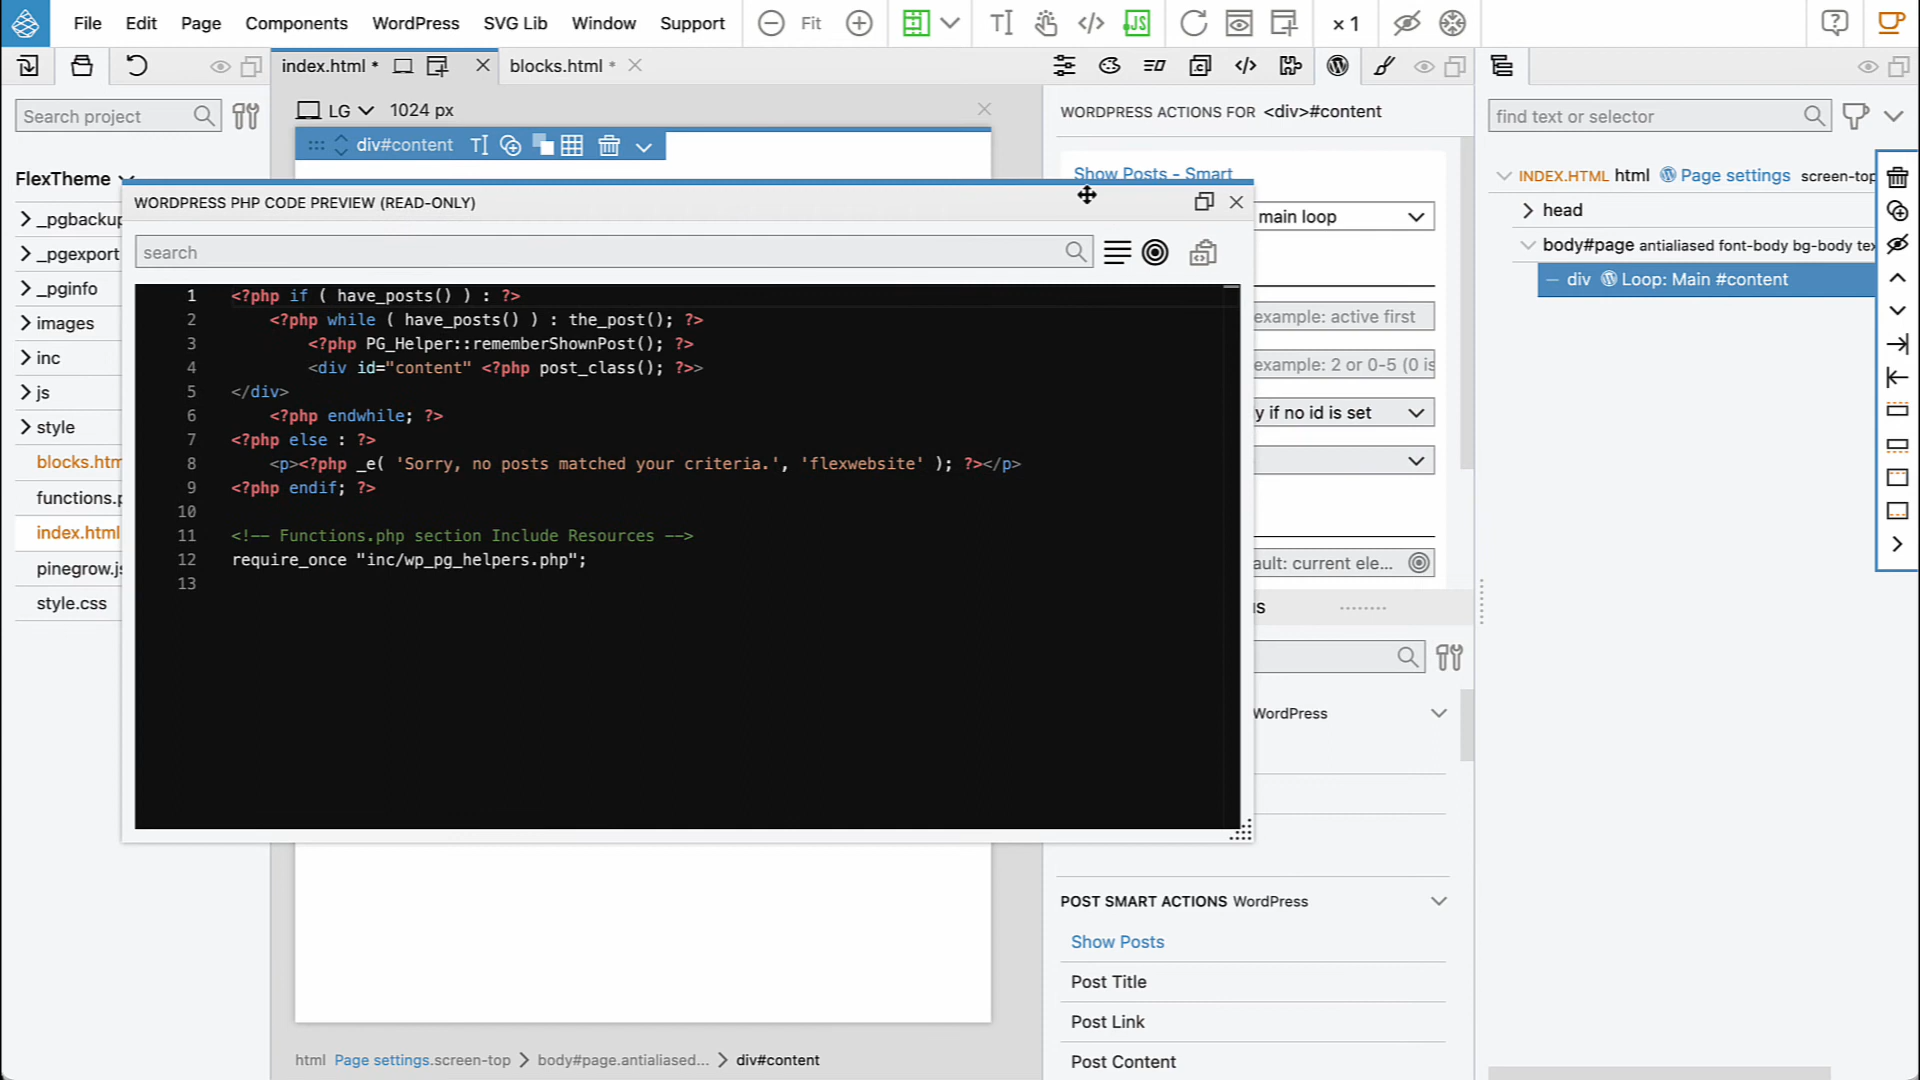 File Edit Page Components WordPress SVG Lib Window Support Fit JS × 1
index.html * blocks.html *
Search project
LG 1024 px
WORDPRESS ACTIONS FOR <div>#content
find text or selector
div#content
FlexTheme
_pgbackup
_pgexport
_pginfo
images
inc
js
style
blocks.htm
functions.p
index.html
pinegrow.js
style.css
Show Posts - Smart
WORDPRESS PHP CODE PREVIEW (READ-ONLY)
search
1 <?php if ( have_posts() ) : ?>
2 <?php while ( have_posts() ) : the_post(); ?>
3 <?php PG_Helper::rememberShownPost(); ?>
4 <div id="content" <?php post_class(); ?>>
5 </div>
6 <?php endwhile; ?>
7 <?php else : ?>
8 <p><?php _e( 'Sorry, no posts matched your criteria.', 'flexwebsite' ); ?></p>
9 <?php endif; ?>
10
11 <!-- Functions.php section Include Resources -->
12 require_once "inc/wp_pg_helpers.php";
13
main loop
example: active first
example: 2 or 0-5 (0 is
y if no id is set
ault: current ele...
s
WordPress
POST SMART ACTIONS WordPress
Show Posts
Post Title
Post Link
Post Content
INDEX.HTML html Page settings screen-top
head
body#page antialiased font-body bg-body tex
div Loop: Main #content
html Page settings.screen-top body#page.antialiased... div#content